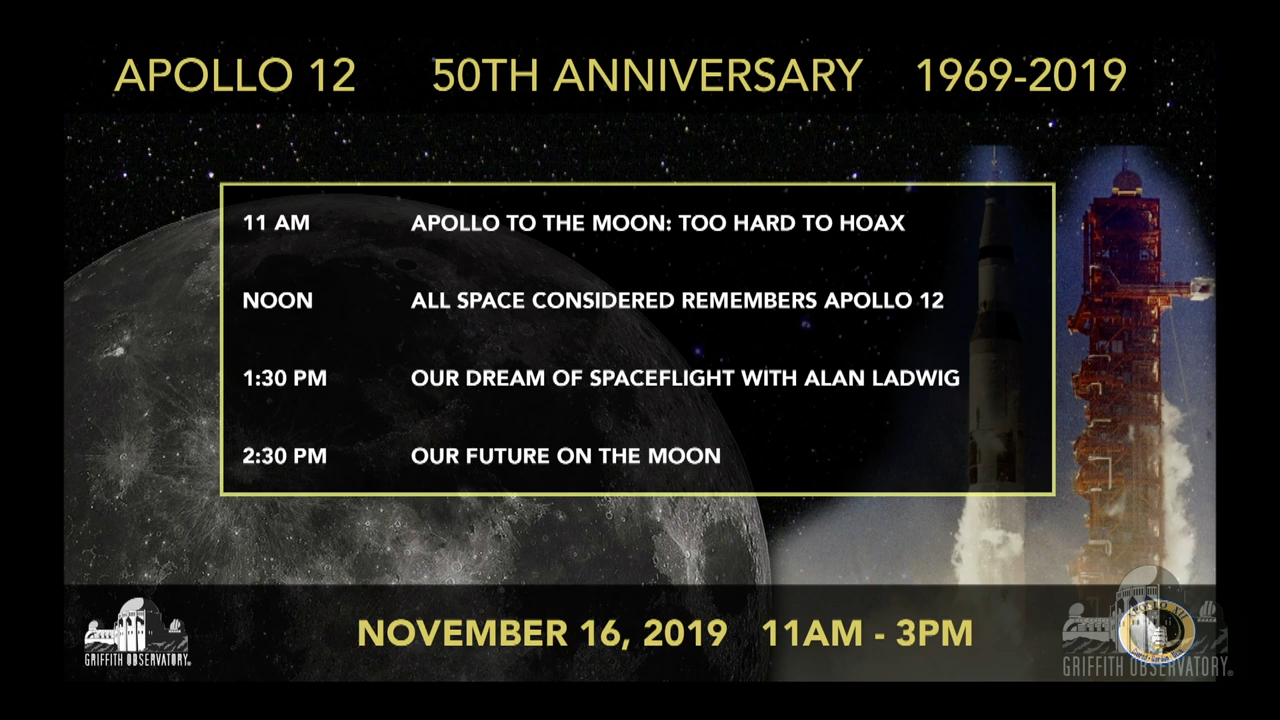 APOLLO 12 50TH ANNIVERSARY 1969-2019
11 AM APOLLO TO THE MOON: TOO HARD TO HOAX
NOON ALL SPACE CONSIDERED REMEMBERS APOLLO 12
1:30 PM OUR DREAM OF SPACEFLIGHT WITH ALAN LADWIG
2:30 PM OUR FUTURE ON THE MOON
NOVEMBER 16, 2019 11AM - 3PM
GRIFFITH OBSERVATORY.®
APOLLO XII
GRIFFITH OBSERVATORY.®